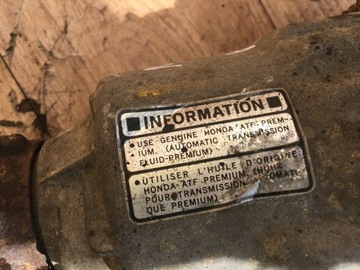 INFORMATION
• USE GENUINE HONDA ATF PREM-
IUM. (AUTOMATIC TRANSMISSION
FLUID-PREMIUM)
• UTILISER L'HUILE D'ORIGINE
HONDA ATF PREMIUM. (HUILE
POUR TRANSMISSION
QUE PREMIUM)